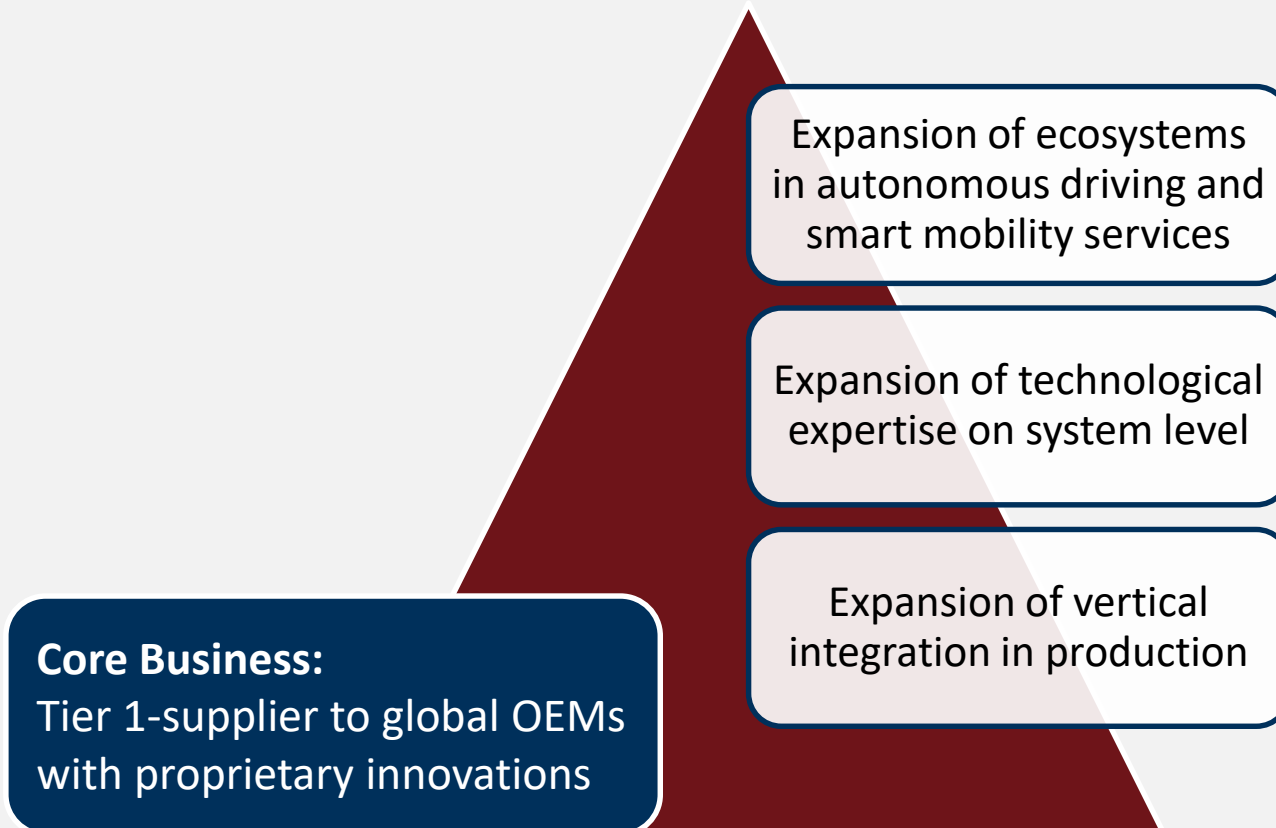 Expansion of ecosystems
in autonomous driving and
smart mobility services
Expansion of technological
expertise on system level
Expansion of vertical
integration in production
Core Business:
Tier 1-supplier to global OEMs
with proprietary innovations